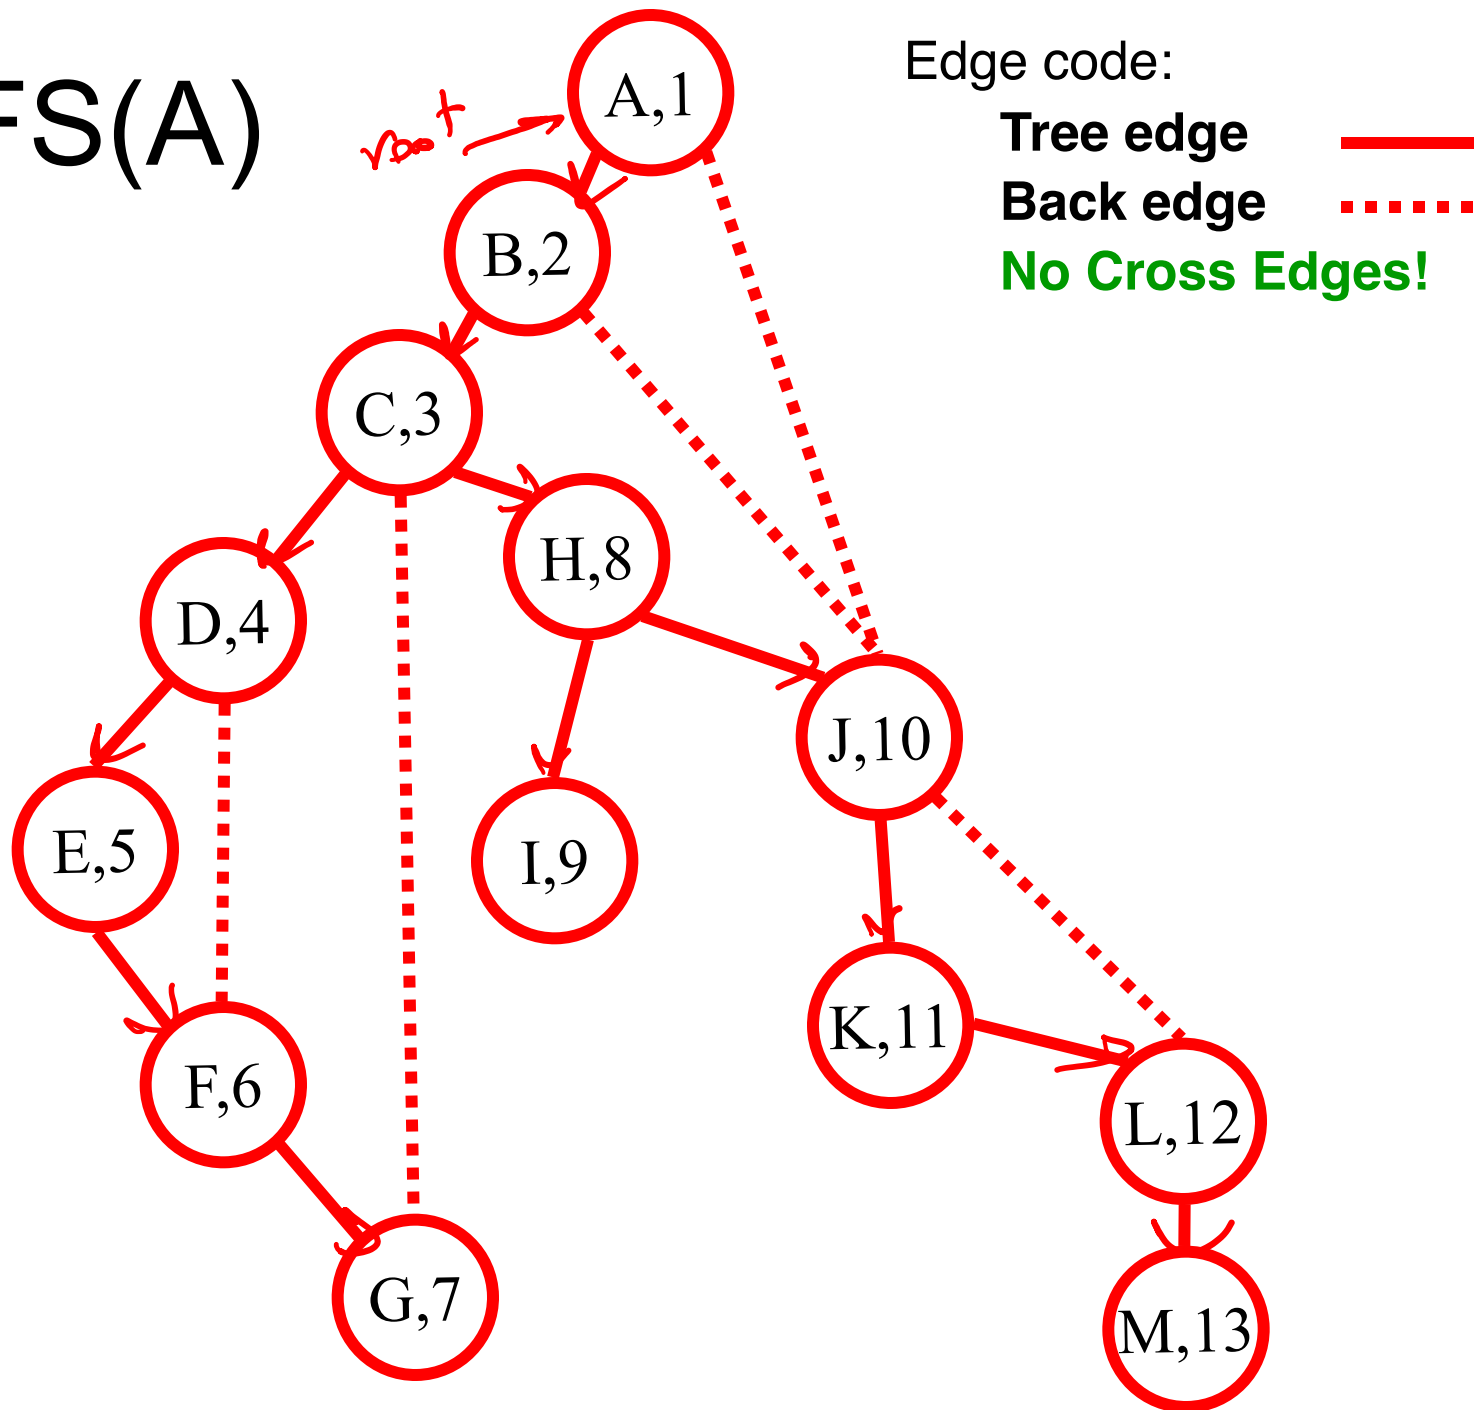 FS(A)
root
Edge code:
Tree edge
Back edge
No Cross Edges!
A,1
B,2
C,3
H,8
D,4
J,10
E,5
I,9
K,11
F,6
L,12
G,7
M,13